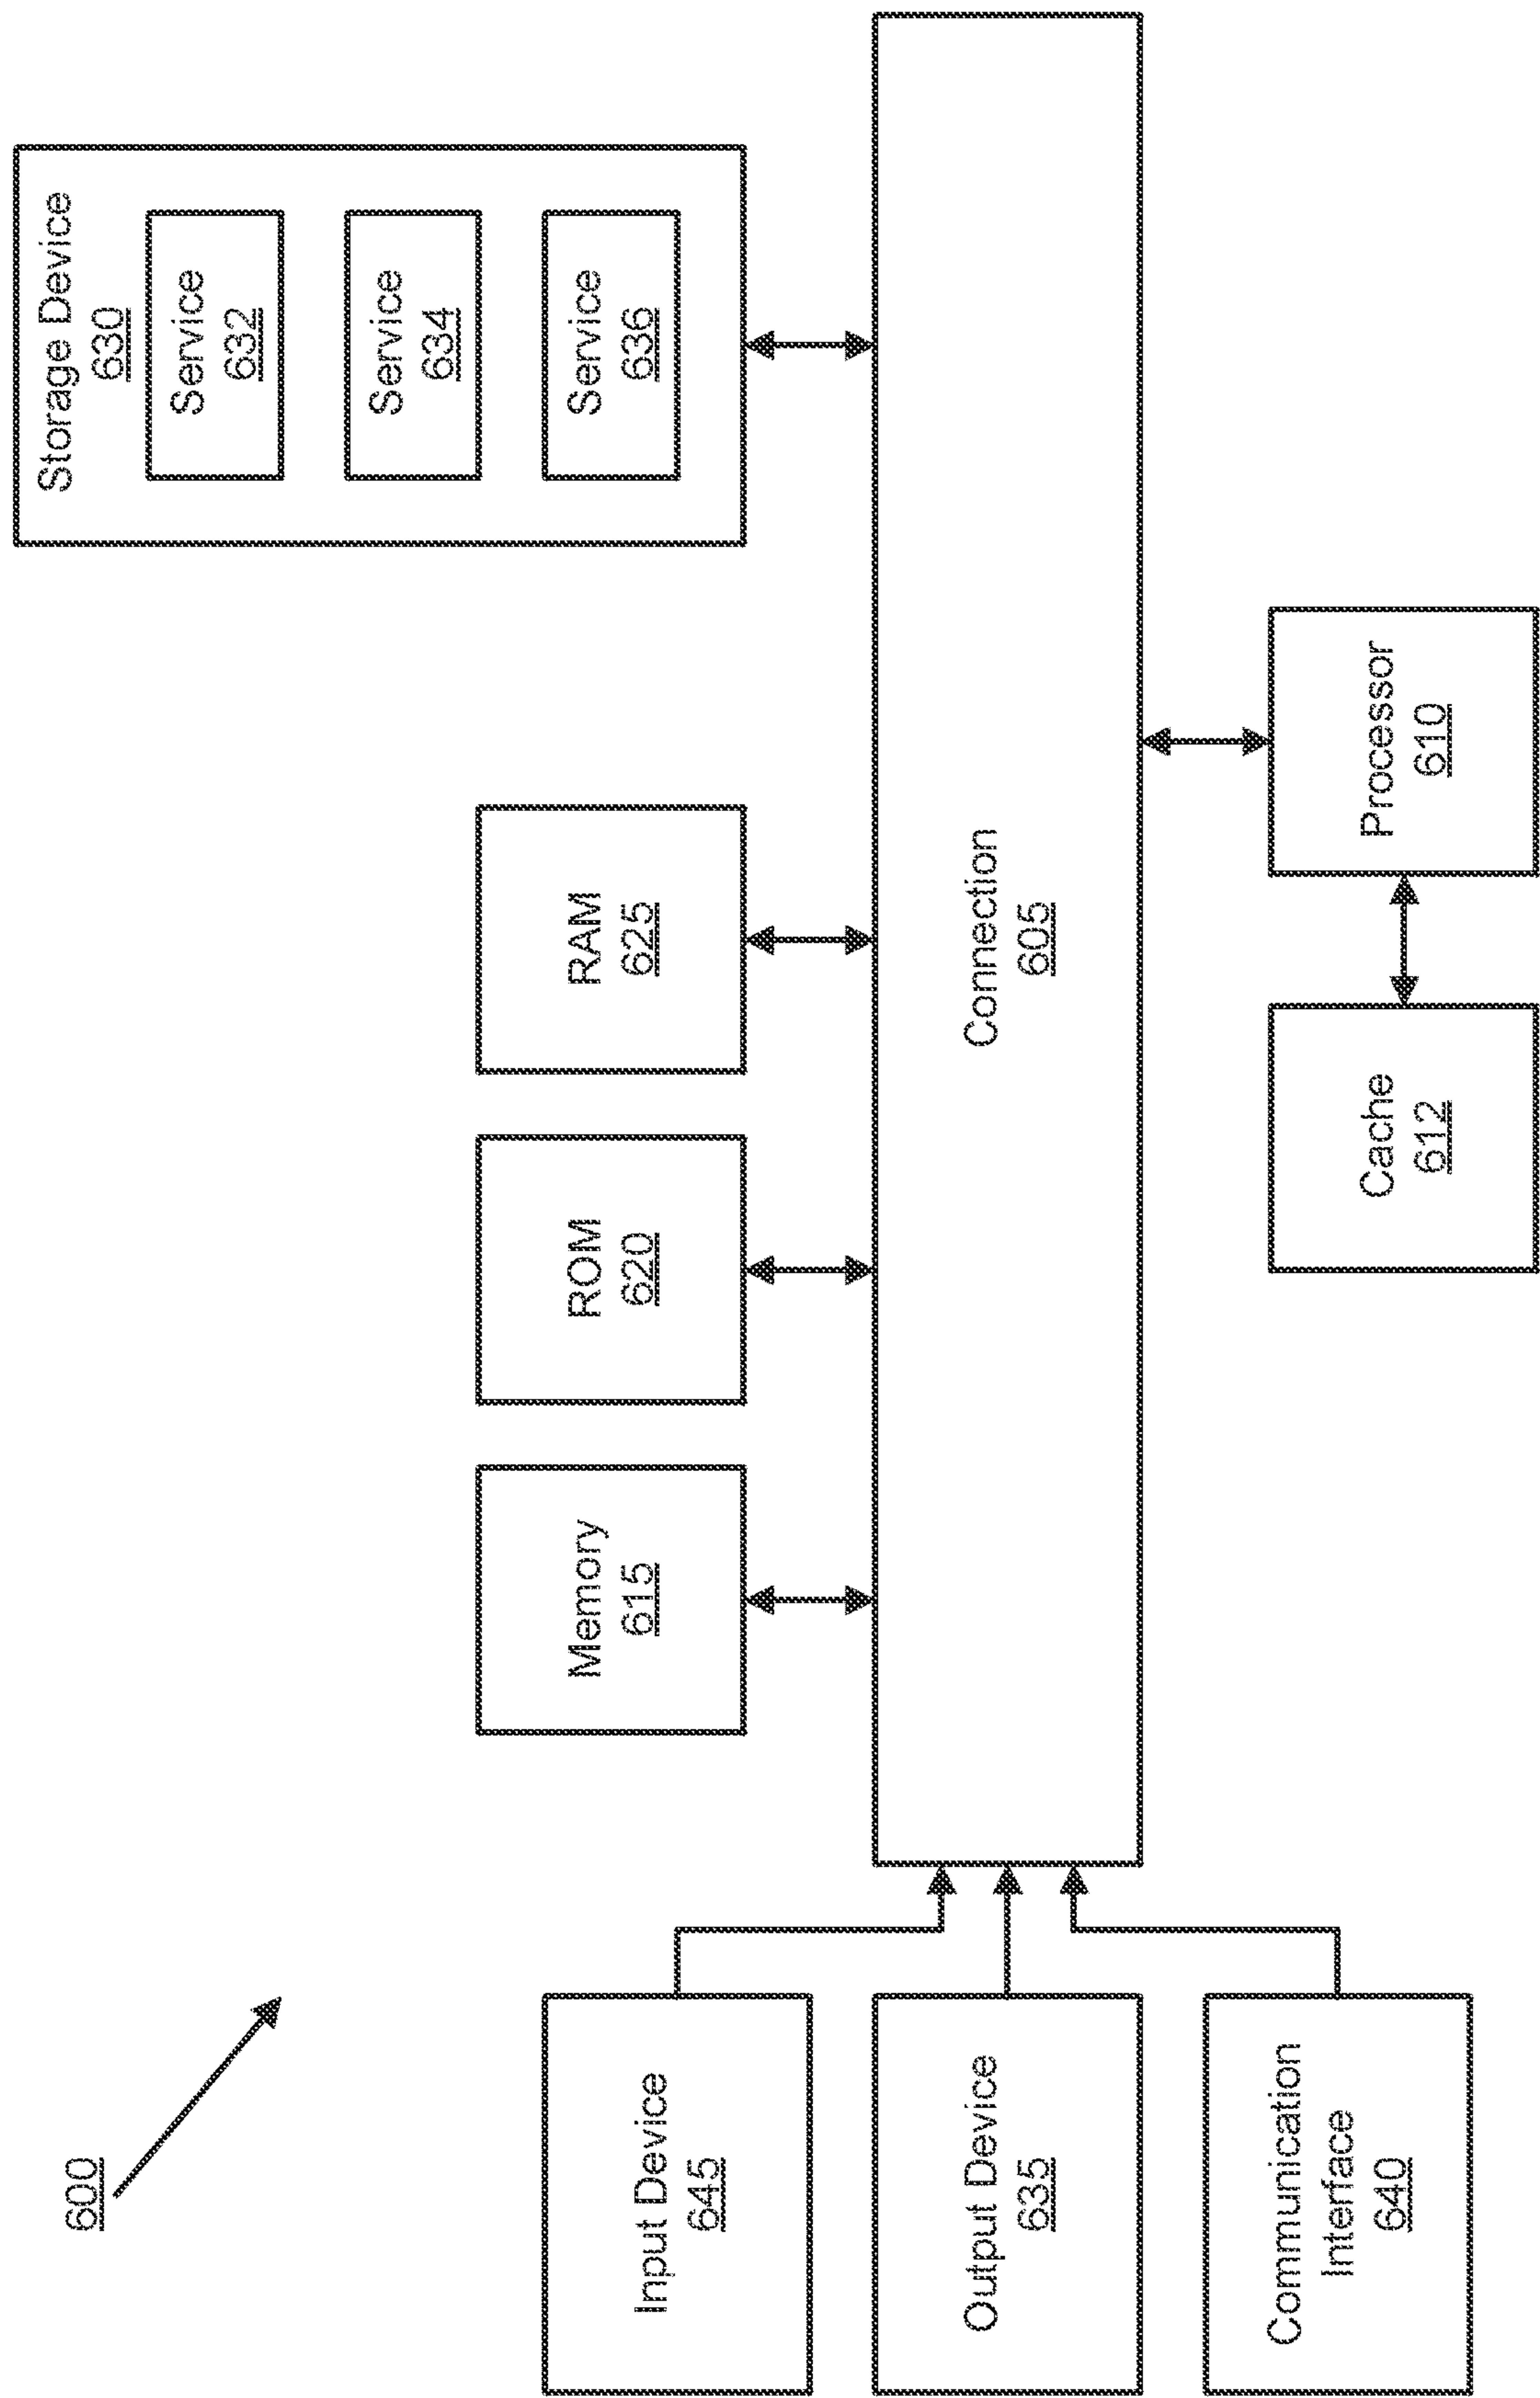 600
Input Device
645
Output Device
635
Communication
Interface
640
Memory
615
ROM
620
RAM
625
Storage Device
630
Service
632
Service
634
Service
636
Connection
605
Cache
612
Processor
610